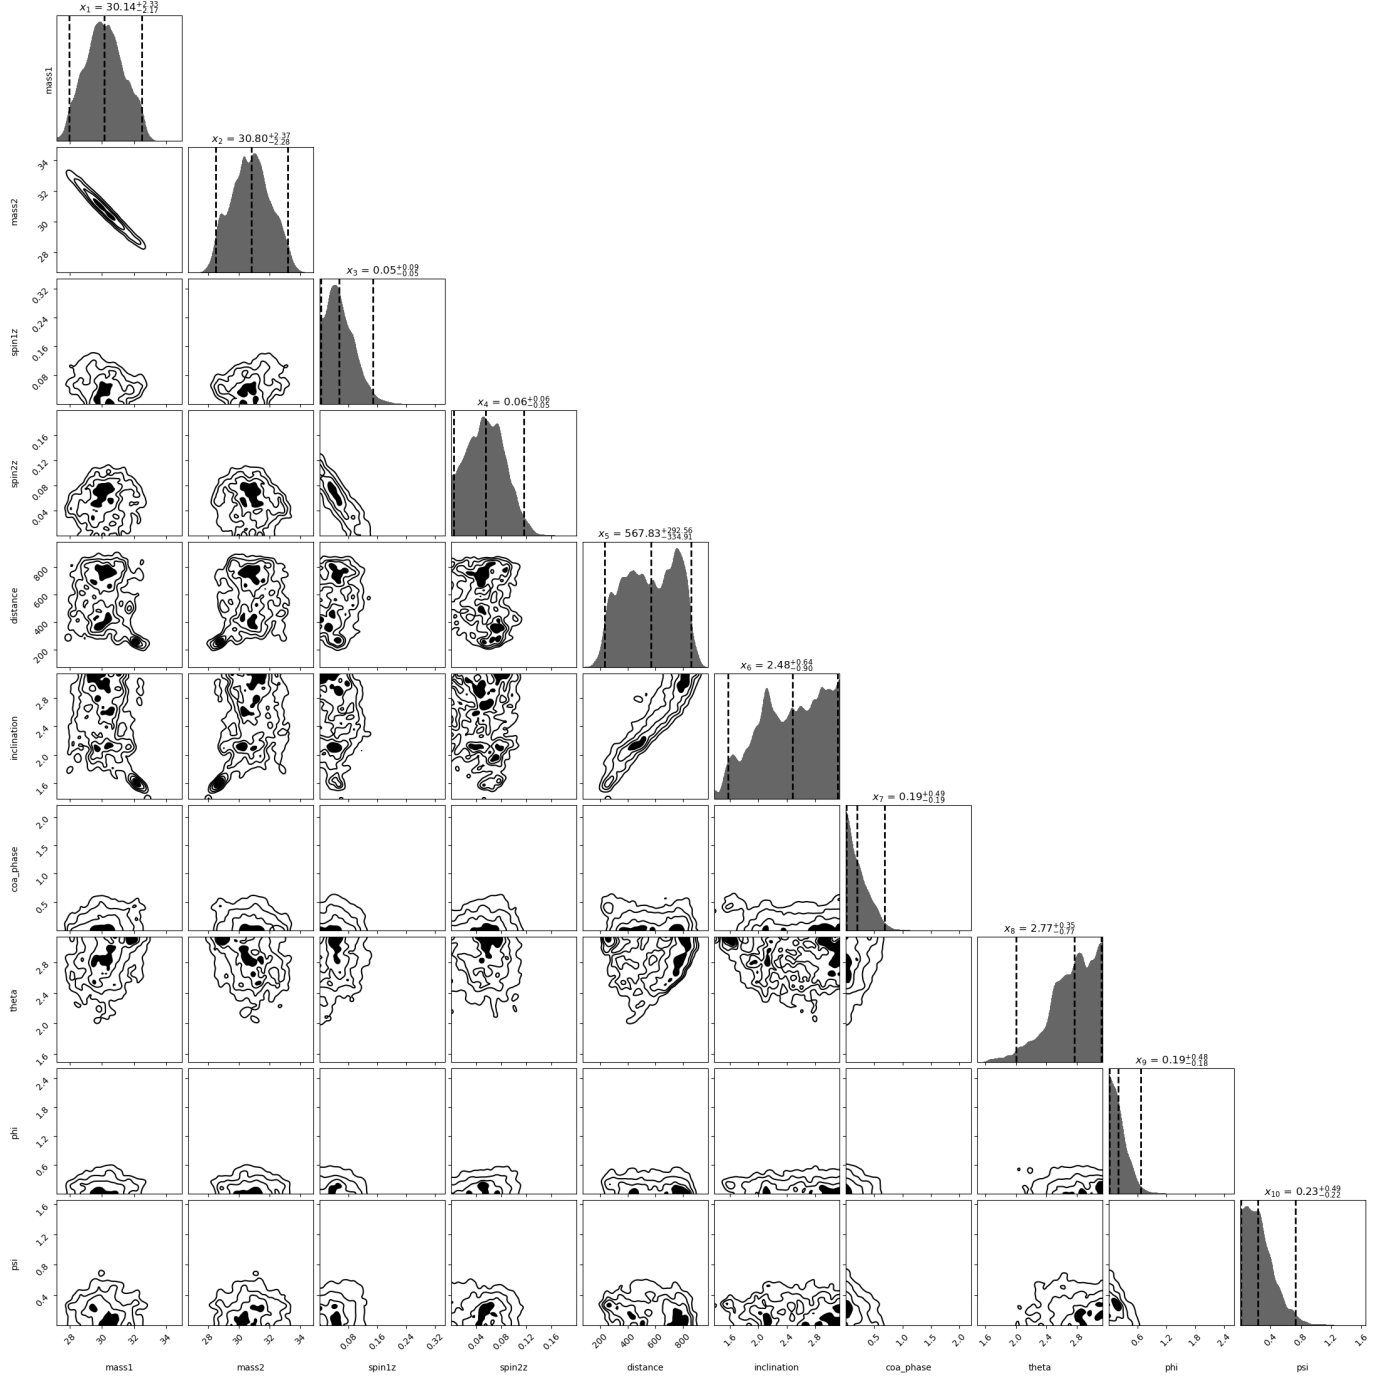 x₁ = 30.14 +2.33 −2.17
mass1
x₂ = 30.80 +2.37 −2.28
34
32
30
28
mass2
x₃ = 0.05 +0.09 −0.05
0.32
0.24
0.16
0.08
spin1z
x₄ = 0.06 +0.06 −0.05
0.16
0.12
0.08
0.04
spin2z
x₅ = 567.83 +292.56 −334.91
800
600
400
200
distance
x₆ = 2.48 +0.64 −0.90
2.8
2.4
2.0
1.6
inclination
x₇ = 0.19 +0.49 −0.19
2.0
1.5
1.0
0.5
coa_phase
x₈ = 2.77 +0.35 −0.77
2.8
2.4
2.0
1.6
theta
x₉ = 0.19 +0.48 −0.18
2.4
1.8
1.2
0.6
phi
x₁₀ = 0.23 +0.49 −0.22
1.6
1.2
0.8
0.4
psi
28 30 32 34 28 30 32 34 0.08 0.16 0.24 0.32 0.04 0.08 0.12 0.16 200 400 600 800 1.6 2.0 2.4 2.8 0.5 1.0 1.5 2.0 1.6 2.0 2.4 2.8 0.6 1.2 1.8 2.4 0.4 0.8 1.2 1.6
mass1 mass2 spin1z spin2z distance inclination coa_phase theta phi psi